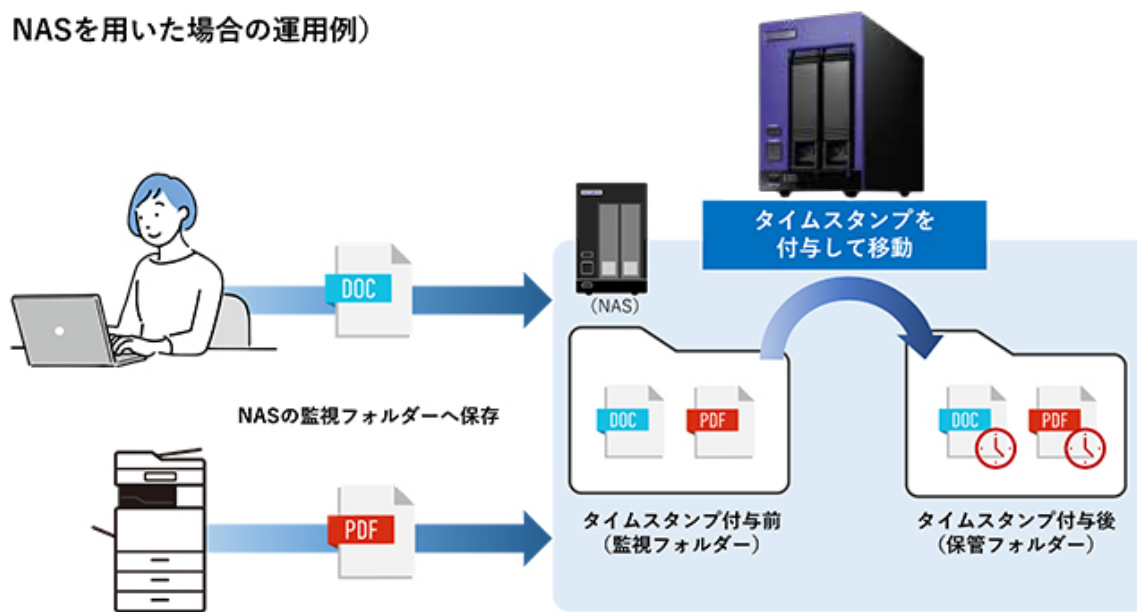 NASを用いた場合の運用例）
タイムスタンプを
付与して移動
DOC
（NAS）
DOC
PDF
DOC
PDF
NASの監視フォルダーへ保存
PDF
タイムスタンプ付与前
（監視フォルダー）
タイムスタンプ付与後
（保管フォルダー）